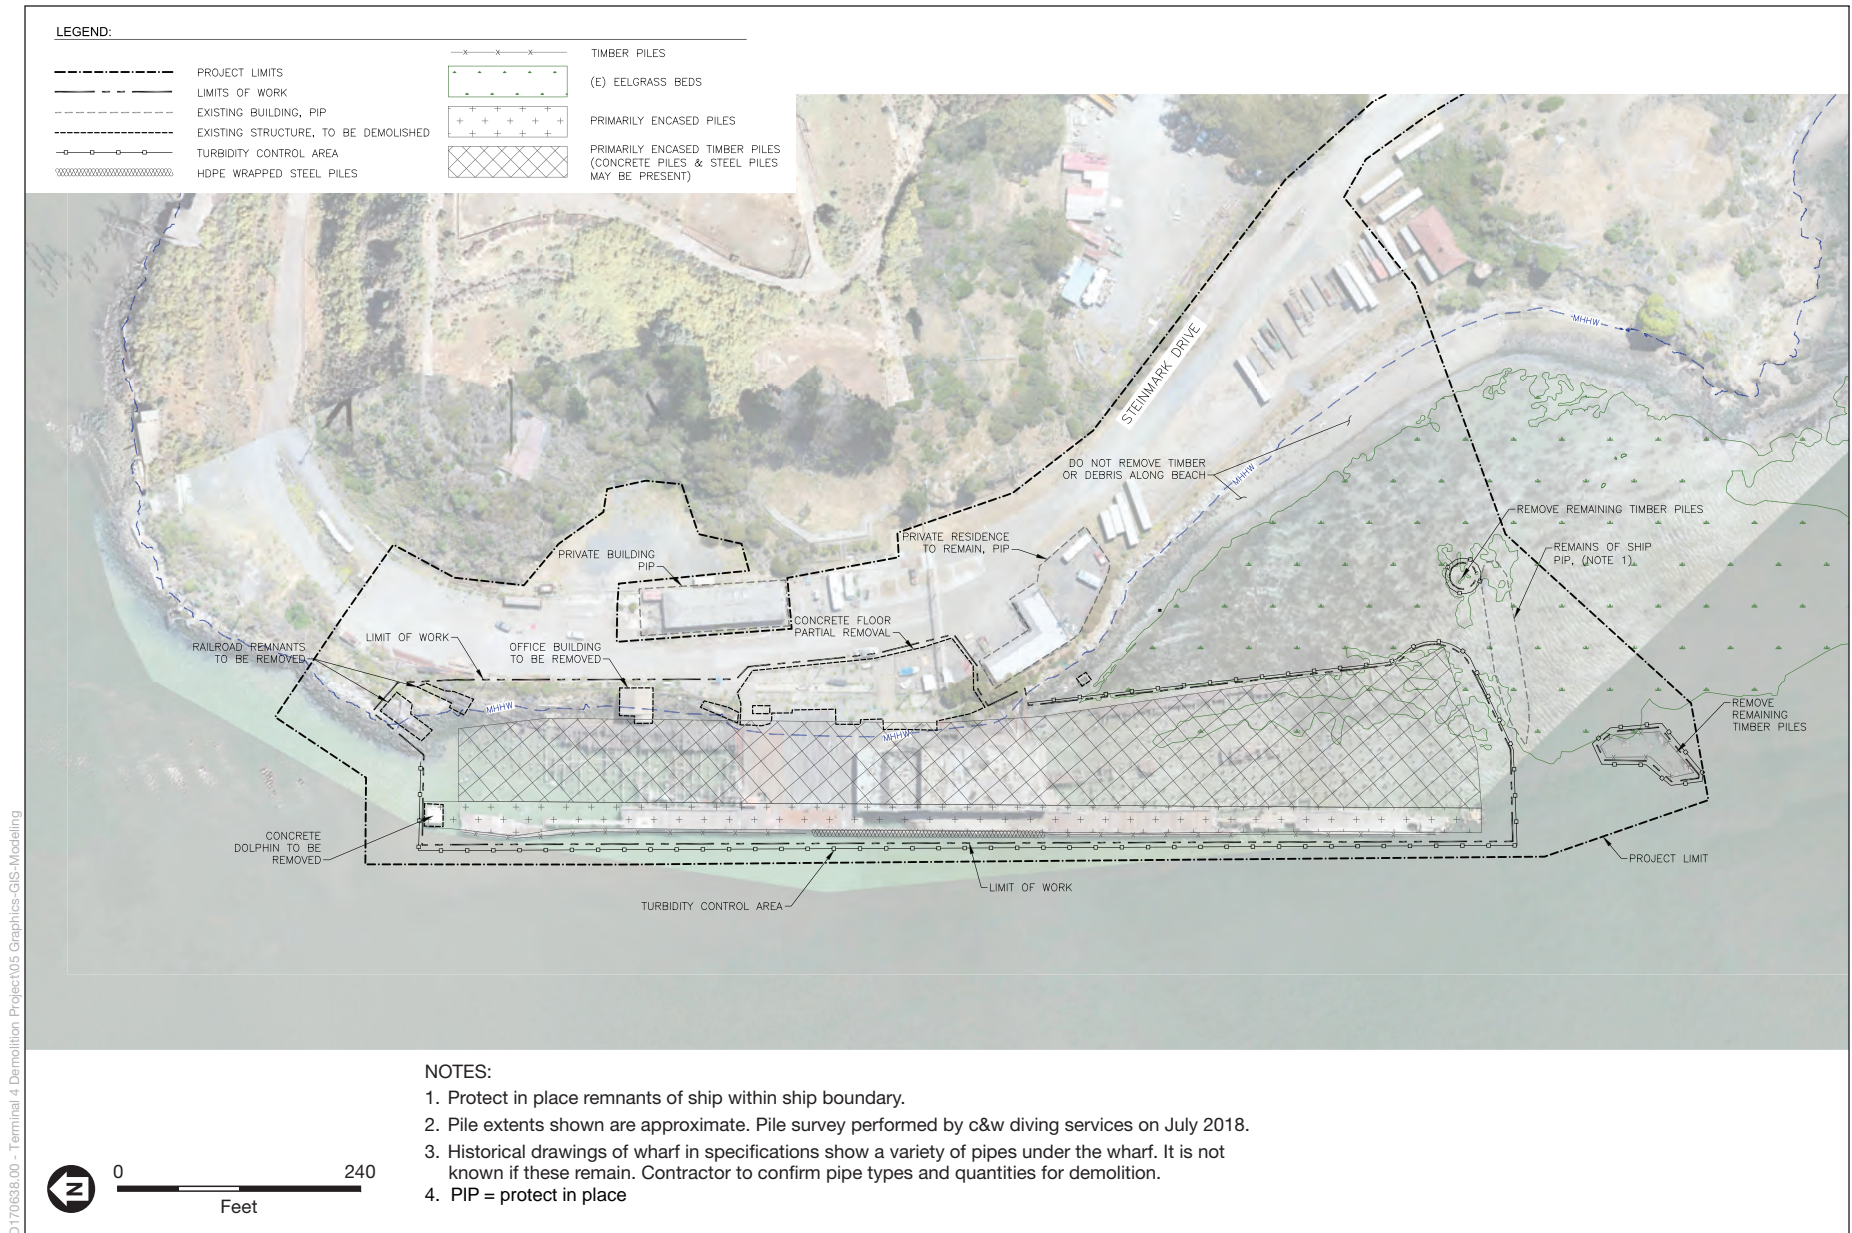 LEGEND:
PROJECT LIMITS
LIMITS OF WORK
EXISTING BUILDING, PIP
EXISTING STRUCTURE, TO BE DEMOLISHED
TURBIDITY CONTROL AREA
HDPE WRAPPED STEEL PILES
TIMBER PILES
(E) EELGRASS BEDS
PRIMARILY ENCASED PILES
PRIMARILY ENCASED TIMBER PILES
(CONCRETE PILES & STEEL PILES
MAY BE PRESENT)
MHHW
STEINMARK DRIVE
DO NOT REMOVE TIMBER
OR DEBRIS ALONG BEACH
MHHW
REMOVE REMAINING TIMBER PILES
REMAINS OF SHIP
PIP, (NOTE 1)
PRIVATE RESIDENCE
TO REMAIN, PIP
PRIVATE BUILDING
PIP
CONCRETE FLOOR
PARTIAL REMOVAL
LIMIT OF WORK
OFFICE BUILDING
TO BE REMOVED
RAILROAD REMNANTS
TO BE REMOVED
MHHW
MHHW
REMOVE
REMAINING
TIMBER PILES
CONCRETE
DOLPHIN TO BE
REMOVED
PROJECT LIMIT
LIMIT OF WORK
TURBIDITY CONTROL AREA
NOTES:
1. Protect in place remnants of ship within ship boundary.
2. Pile extents shown are approximate. Pile survey performed by c&w diving services on July 2018.
3. Historical drawings of wharf in specifications show a variety of pipes under the wharf. It is not
known if these remain. Contractor to confirm pipe types and quantities for demolition.
4. PIP = protect in place
N
0 240
Feet
D170638.00 - Terminal 4 Demolition Project\05 Graphics-GIS-Modeling